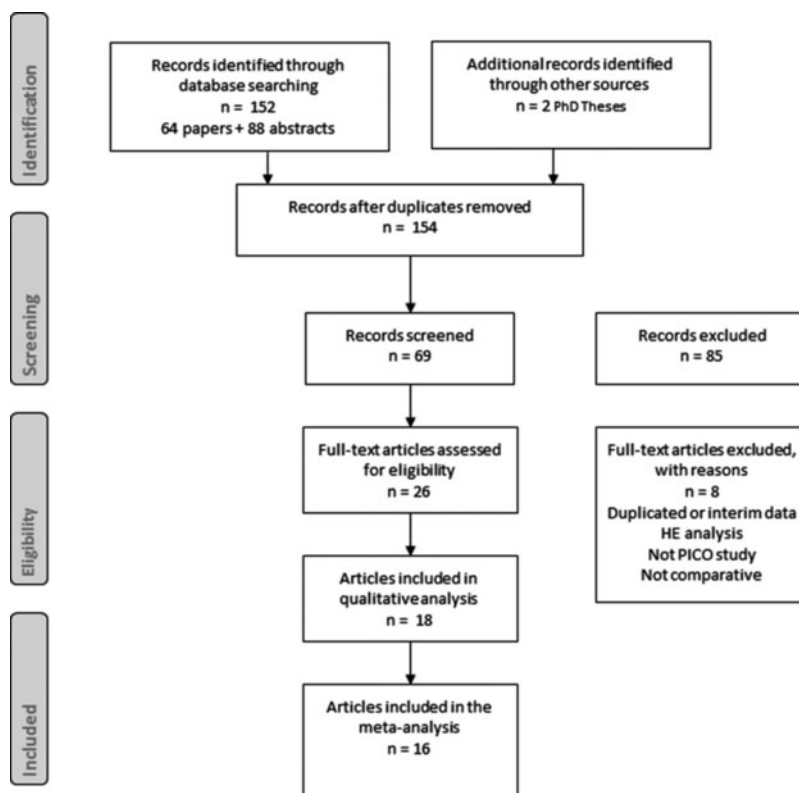 Identification
Records identified through
database searching
n = 152
64 papers + 88 abstracts
Additional records identified
through other sources
n = 2 PhD Theses
Records after duplicates removed
n = 154
Screening
Records screened
n = 69
Records excluded
n = 85
Eligibility
Full-text articles assessed
for eligibility
n = 26
Full-text articles excluded,
with reasons
n = 8
Duplicated or interim data
HE analysis
Not PICO study
Not comparative
Articles included in
qualitative analysis
n = 18
Included
Articles included in the
meta-analysis
n = 16